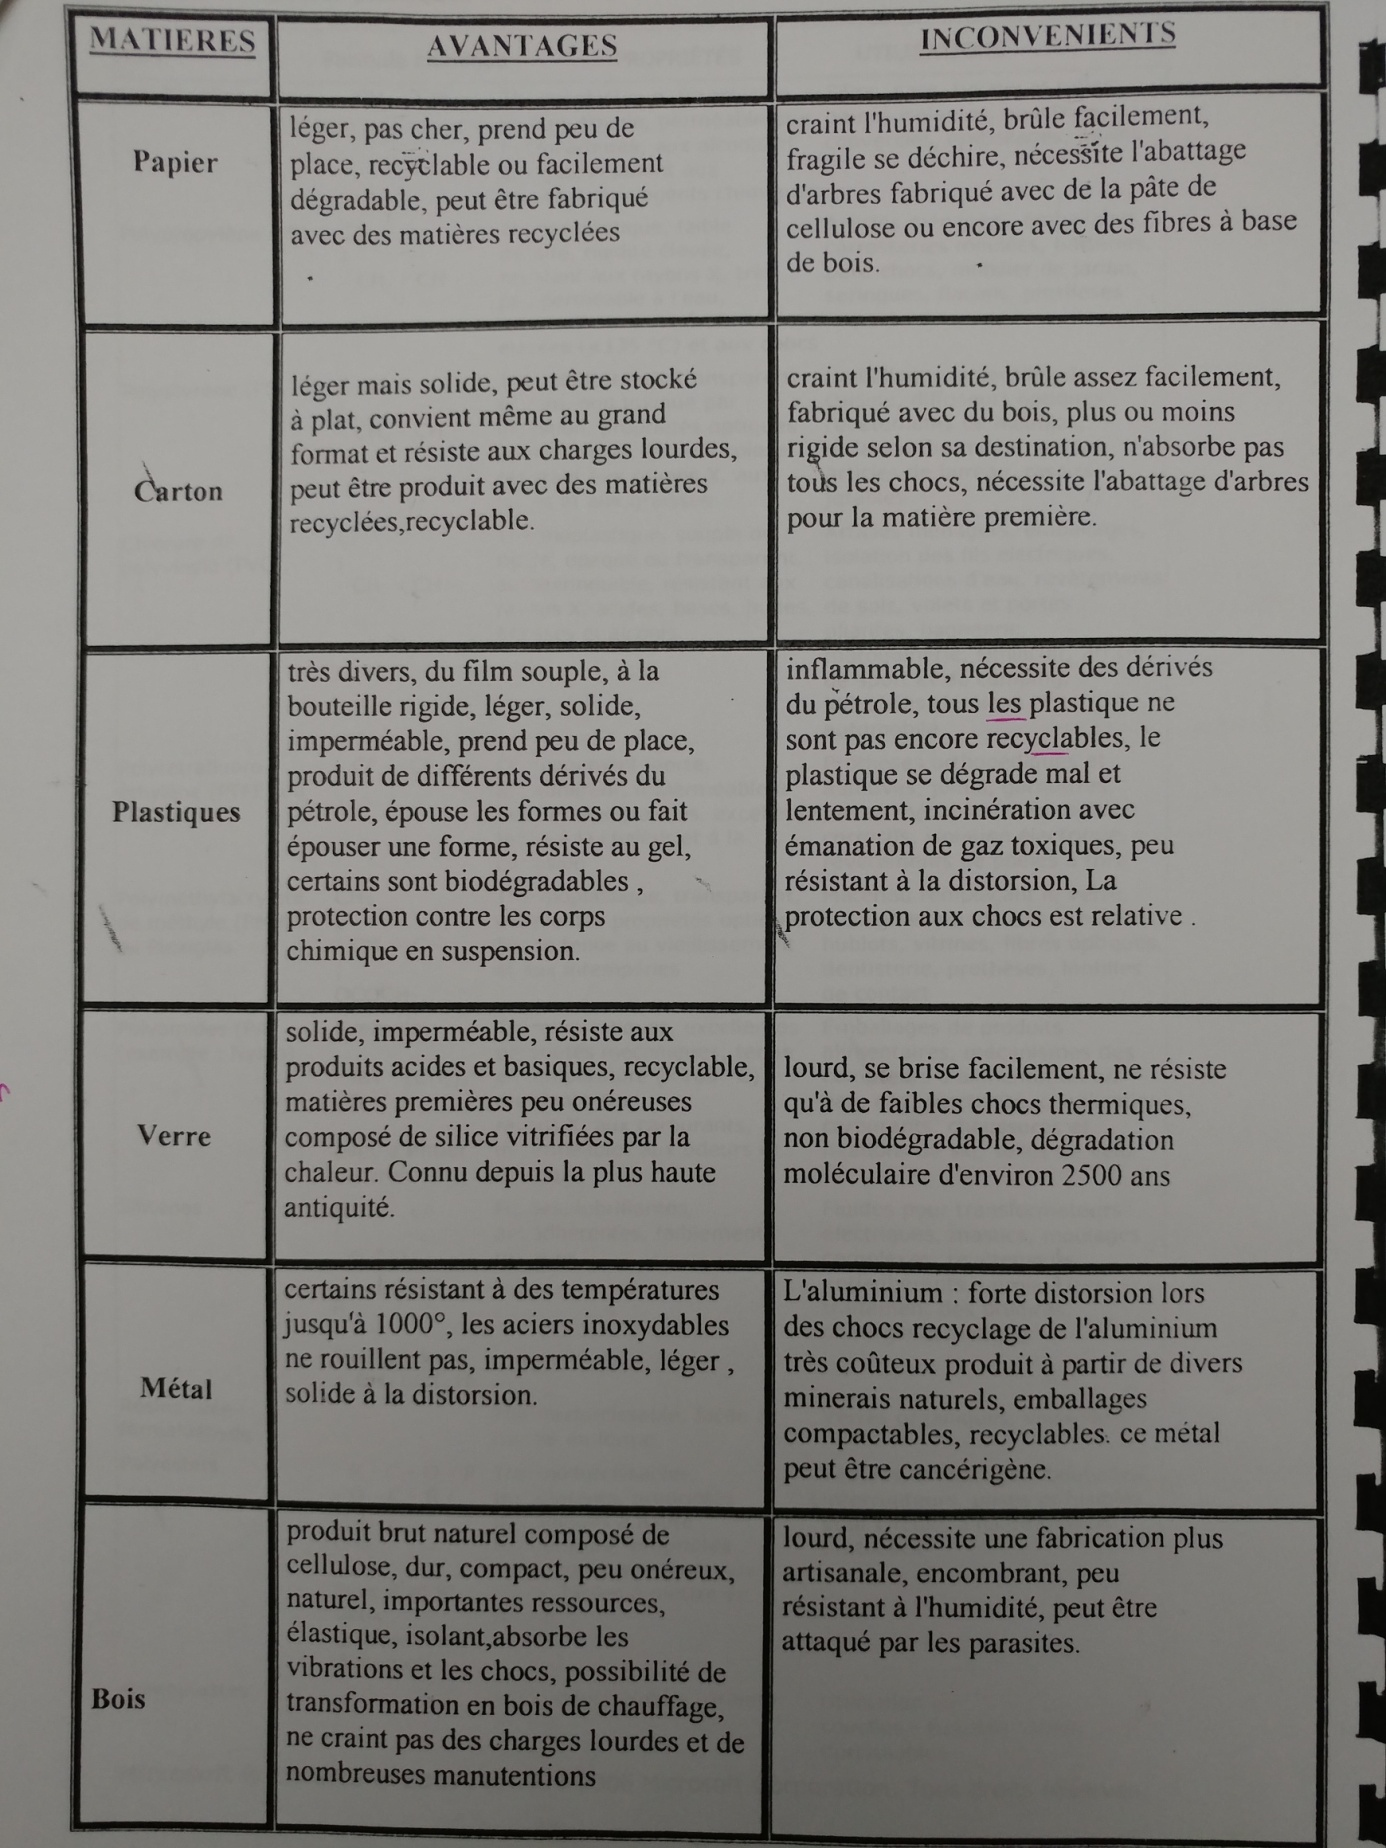 MATIERES
AVANTAGES
INCONVENIENTS
Papier
léger, pas cher, prend peu de
place, recyclable ou facilement
dégradable, peut être fabriqué
avec des matières recyclées
craint l'humidité, brûle facilement,
fragile se déchire, nécessite l'abattage
d'arbres fabriqué avec de la pâte de
cellulose ou encore avec des fibres à base
de bois.
Carton
léger mais solide, peut être stocké
à plat, convient même au grand
format et résiste aux charges lourdes,
peut être produit avec des matières
recyclées,recyclable.
craint l'humidité, brûle assez facilement,
fabriqué avec du bois, plus ou moins
rigide selon sa destination, n'absorbe pas
tous les chocs, nécessite l'abattage d'arbres
pour la matière première.
Plastiques
très divers, du film souple, à la
bouteille rigide, léger, solide,
imperméable, prend peu de place,
produit de différents dérivés du
pétrole, épouse les formes ou fait
épouser une forme, résiste au gel,
certains sont biodégradables ,
protection contre les corps
chimique en suspension.
inflammable, nécessite des dérivés
du pétrole, tous les plastique ne
sont pas encore recyclables, le
plastique se dégrade mal et
lentement, incinération avec
émanation de gaz toxiques, peu
résistant à la distorsion, La
protection aux chocs est relative .
Verre
solide, imperméable, résiste aux
produits acides et basiques, recyclable,
matières premières peu onéreuses
composé de silice vitrifiées par la
chaleur. Connu depuis la plus haute
antiquité.
lourd, se brise facilement, ne résiste
qu'à de faibles chocs thermiques,
non biodégradable, dégradation
moléculaire d'environ 2500 ans
Métal
certains résistant à des températures
jusqu'à 1000°, les aciers inoxydables
ne rouillent pas, imperméable, léger ,
solide à la distorsion.
L'aluminium : forte distorsion lors
des chocs recyclage de l'aluminium
très coûteux produit à partir de divers
minerais naturels, emballages
compactables, recyclables. ce métal
peut être cancérigène.
Bois
produit brut naturel composé de
cellulose, dur, compact, peu onéreux,
naturel, importantes ressources,
élastique, isolant,absorbe les
vibrations et les chocs, possibilité de
transformation en bois de chauffage,
ne craint pas des charges lourdes et de
nombreuses manutentions
lourd, nécessite une fabrication plus
artisanale, encombrant, peu
résistant à l'humidité, peut être
attaqué par les parasites.